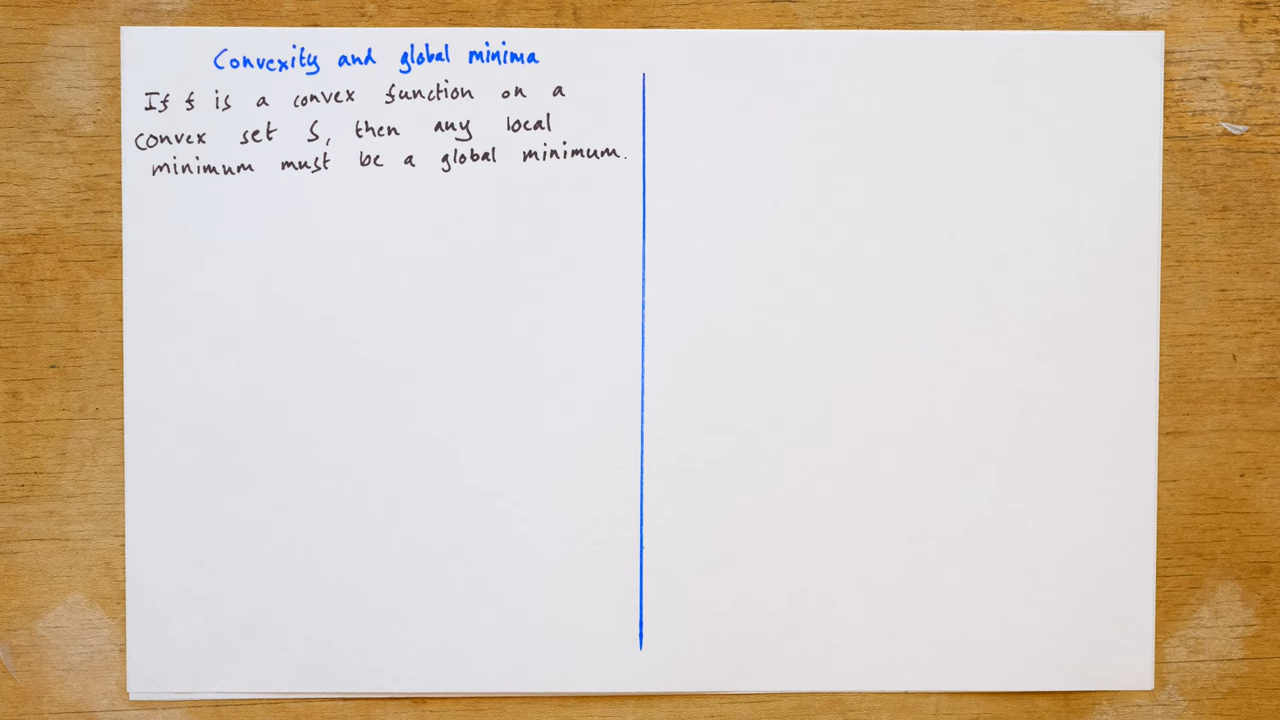 Convexity and global minima
If f is a convex function on a
convex set S, then any local
minimum must be a global minimum.